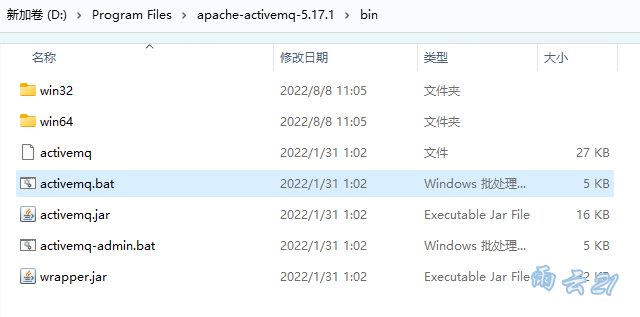 新加卷 (D:) > Program Files > apache-activemq-5.17.1 > bin
名称 修改日期 类型 大小
win32 2022/8/8 11:05 文件夹
win64 2022/8/8 11:05 文件夹
activemq 2022/1/31 1:02 文件 27 KB
activemq.bat 2022/1/31 1:02 Windows 批处理... 5 KB
activemq.jar 2022/1/31 1:02 Executable Jar File 16 KB
activemq-admin.bat 2022/1/31 1:02 Windows 批处理... 5 KB
wrapper.jar 2022/1/31 1:02 Executable Jar File KB
雨云21